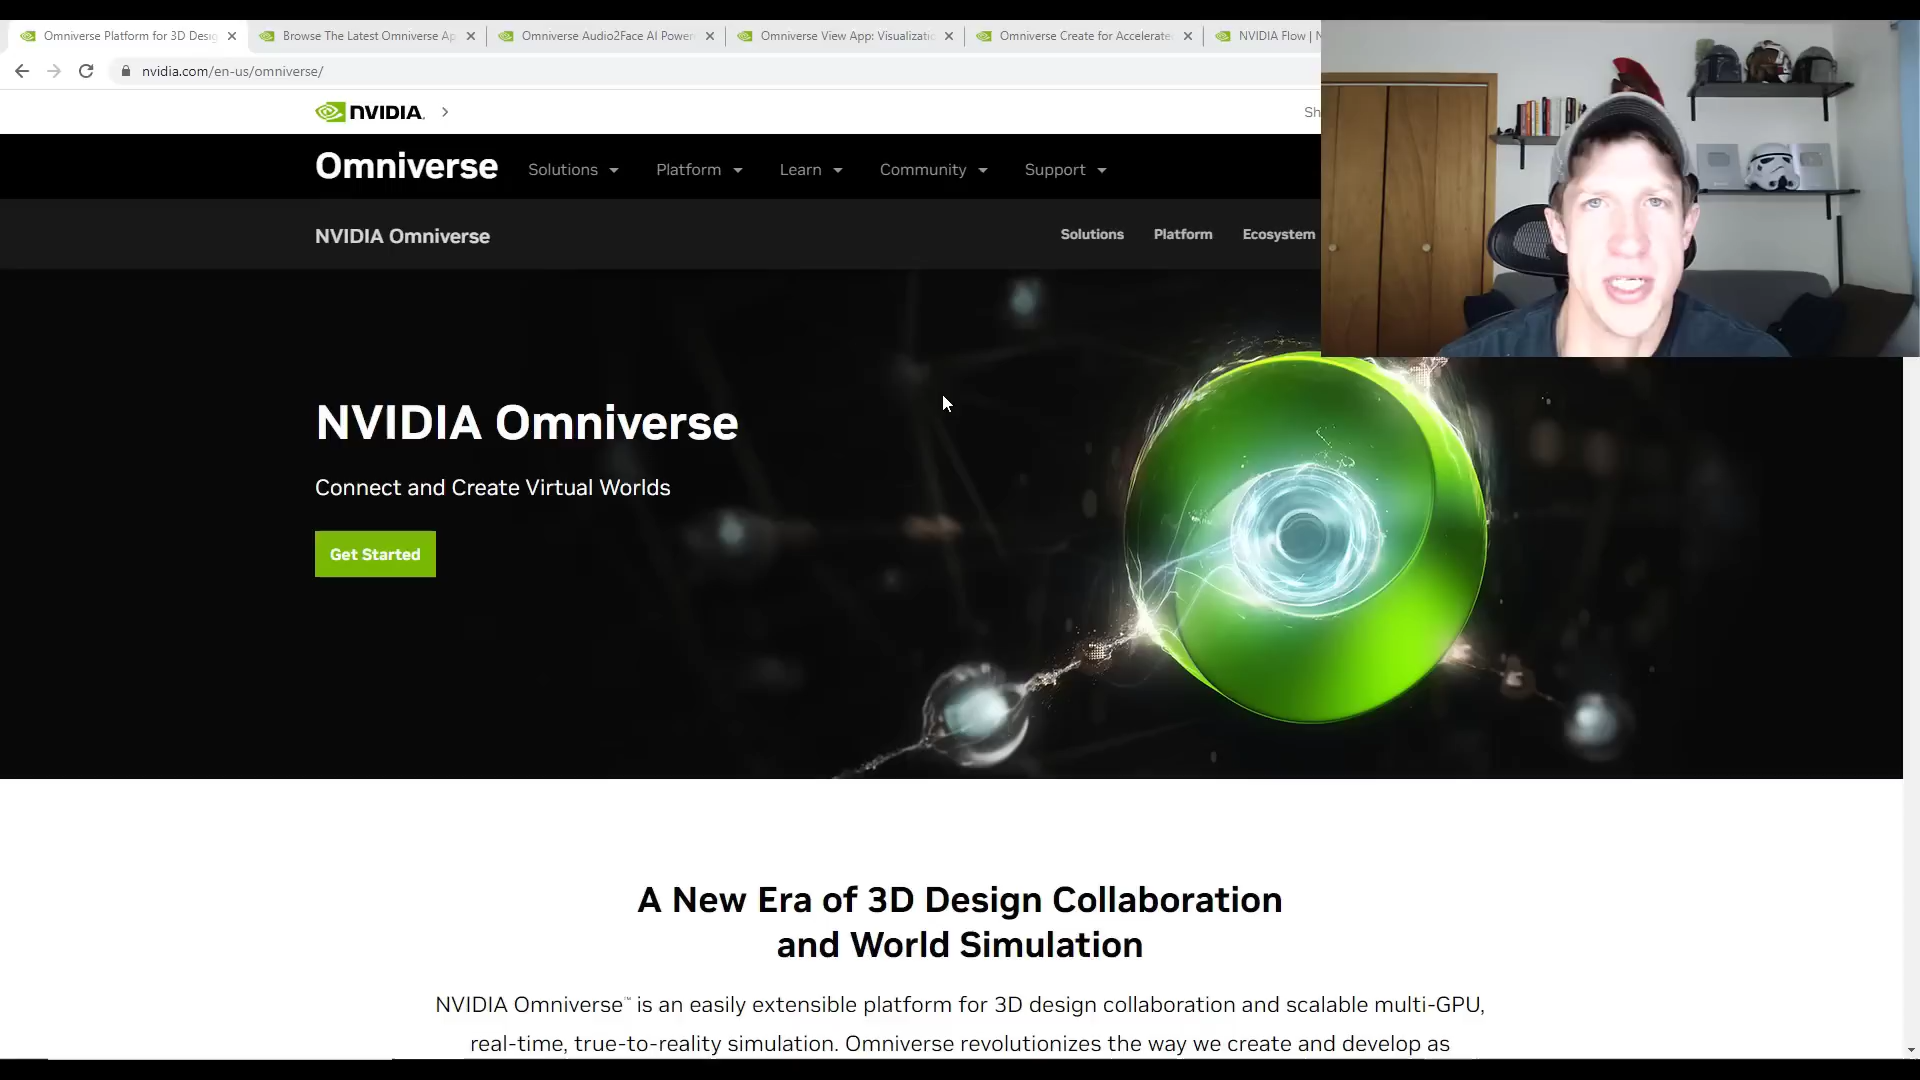 Omniverse Platform for 3D Desig
Browse The Latest Omniverse Ap
Omniverse Audio2Face AI Power
Omniverse View App: Visualizati
Omniverse Create for Accelerate
NVIDIA Flow | N
nvidia.com/en-us/omniverse/
NVIDIA.
Sh
Omniverse Solutions Platform Learn Community Support
NVIDIA Omniverse
Solutions Platform Ecosystem
NVIDIA Omniverse
Connect and Create Virtual Worlds
Get Started
A New Era of 3D Design Collaboration
and World Simulation
NVIDIA Omniverse™ is an easily extensible platform for 3D design collaboration and scalable multi-GPU,
real-time, true-to-reality simulation. Omniverse revolutionizes the way we create and develop as